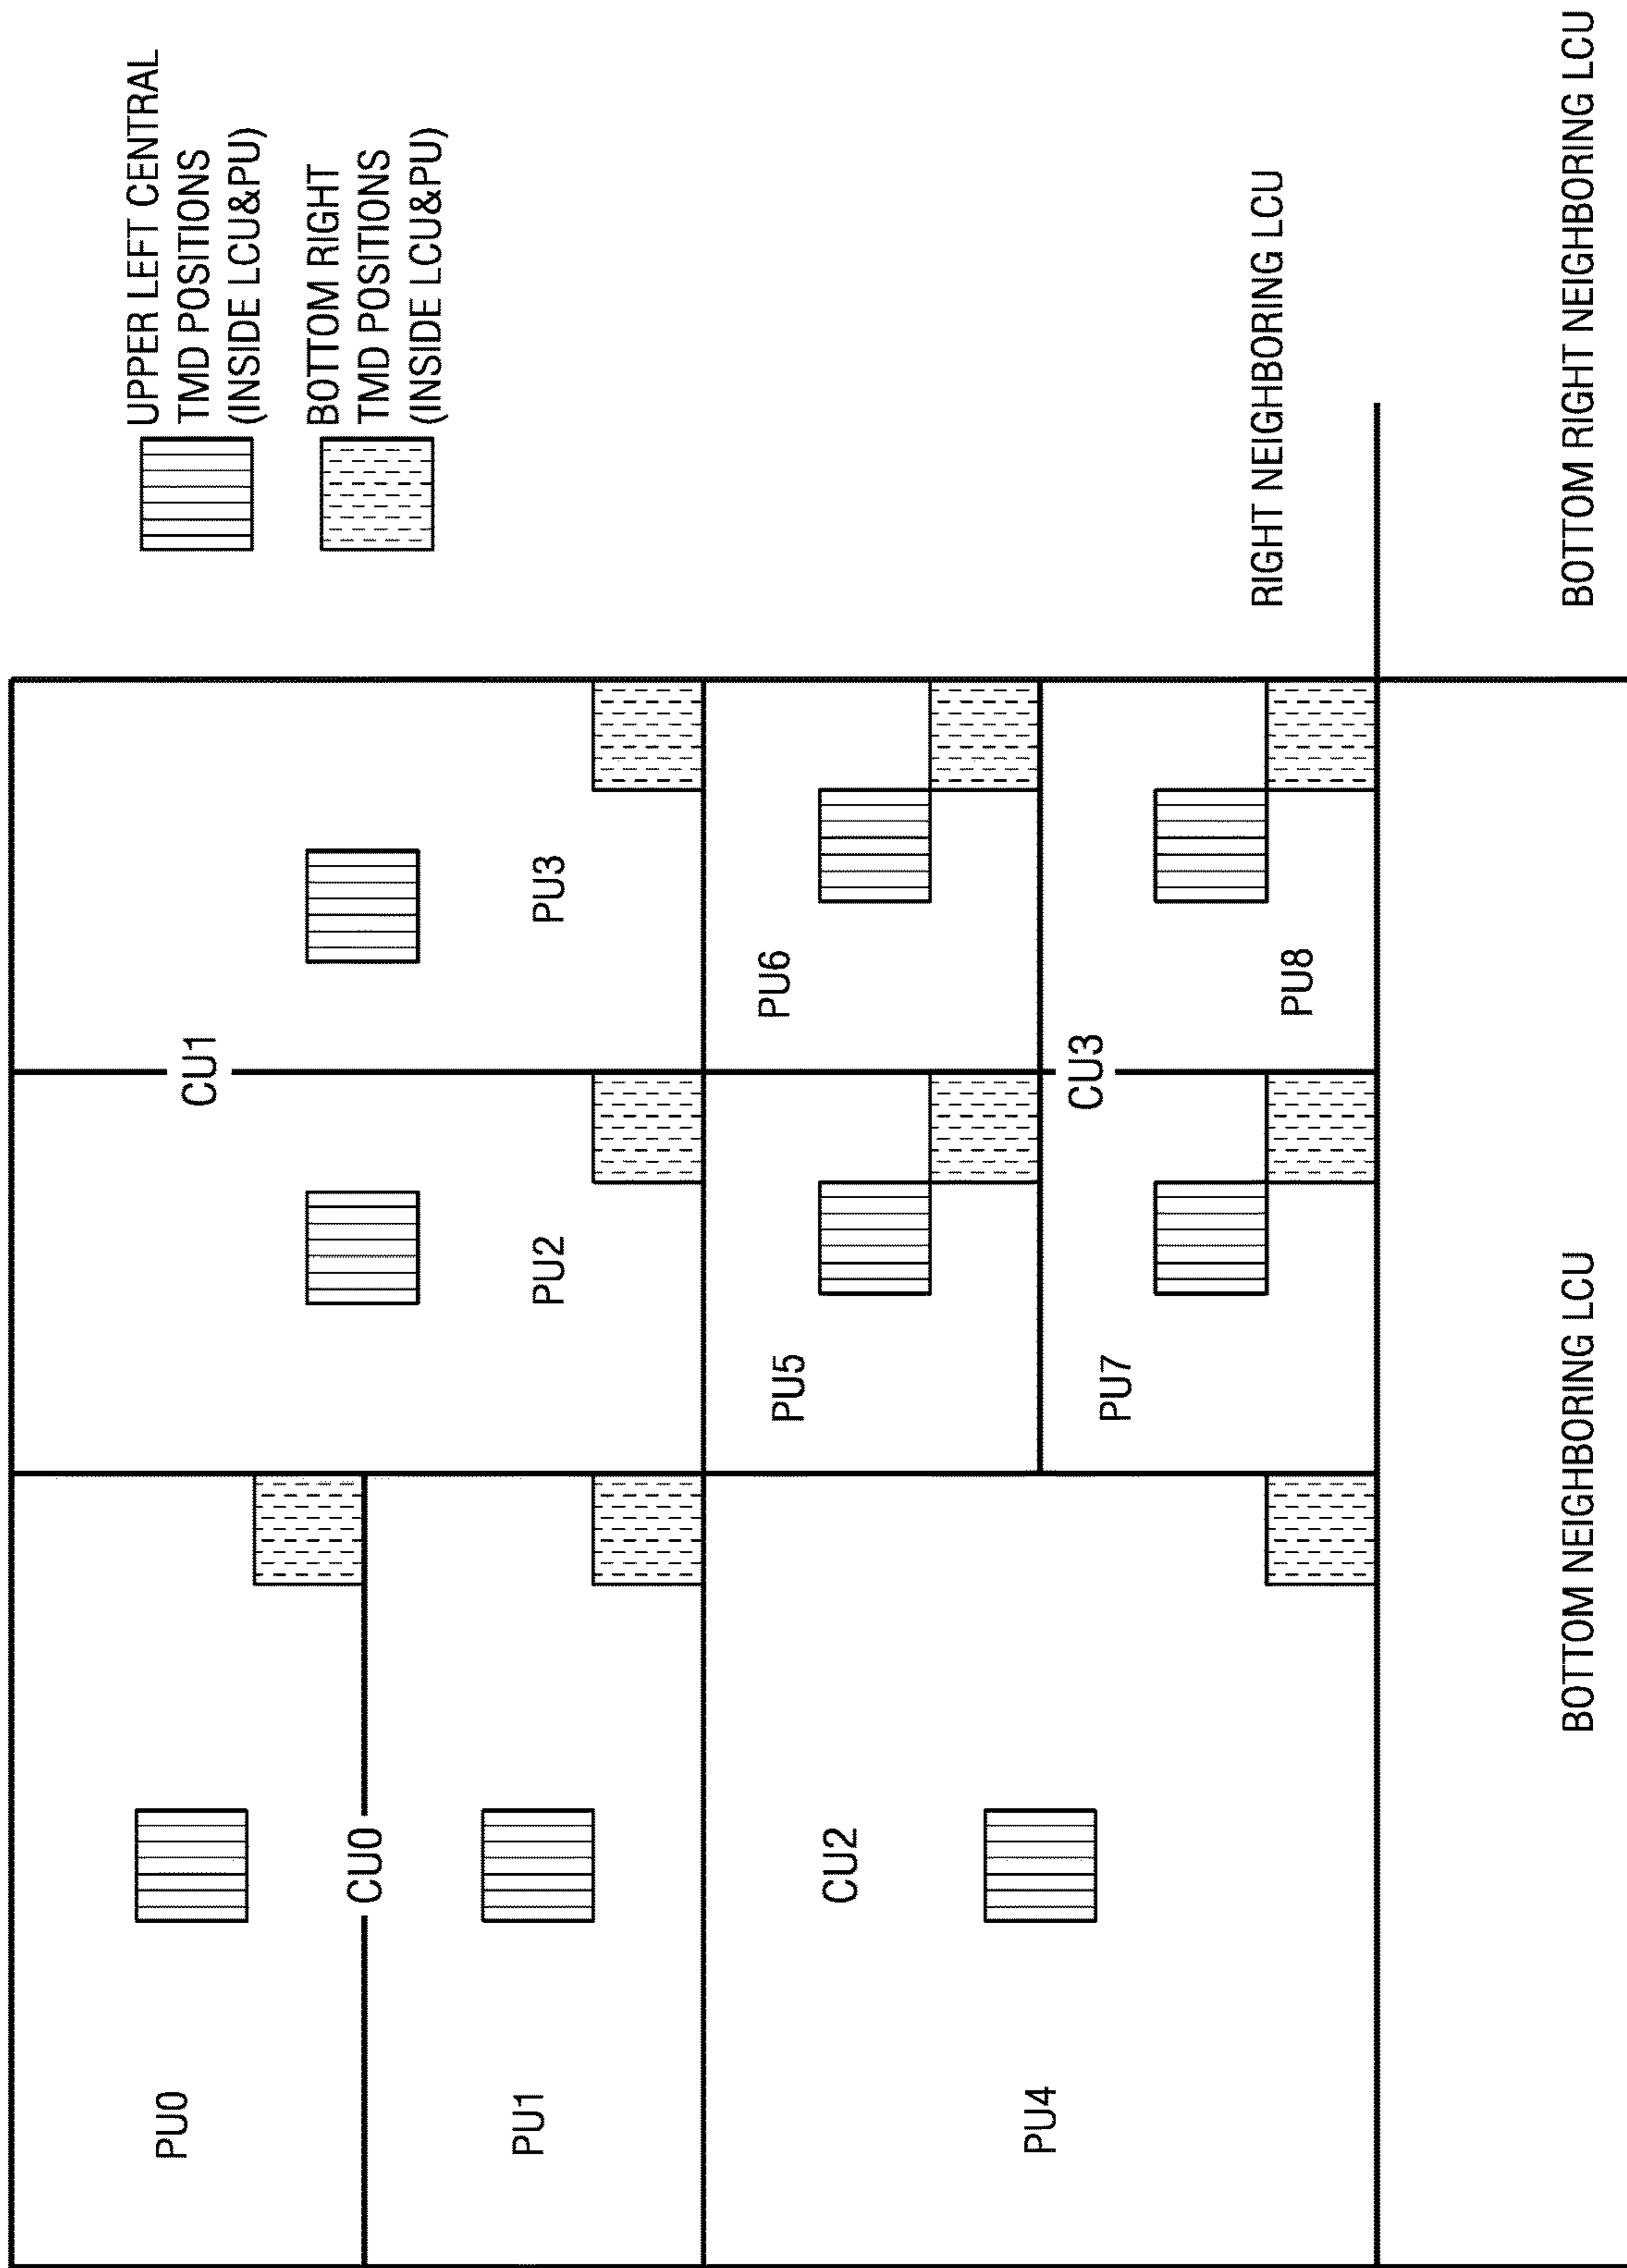 UPPER LEFT CENTRAL
TMD POSITIONS
(INSIDE LCU&PU)
BOTTOM RIGHT
TMD POSITIONS
(INSIDE LCU&PU)
PU0
CU0
PU1
CU1
PU2
PU3
CU2
PU4
PU5
PU6
CU3
PU7
PU8
RIGHT NEIGHBORING LCU
BOTTOM NEIGHBORING LCU
BOTTOM RIGHT NEIGHBORING LCU